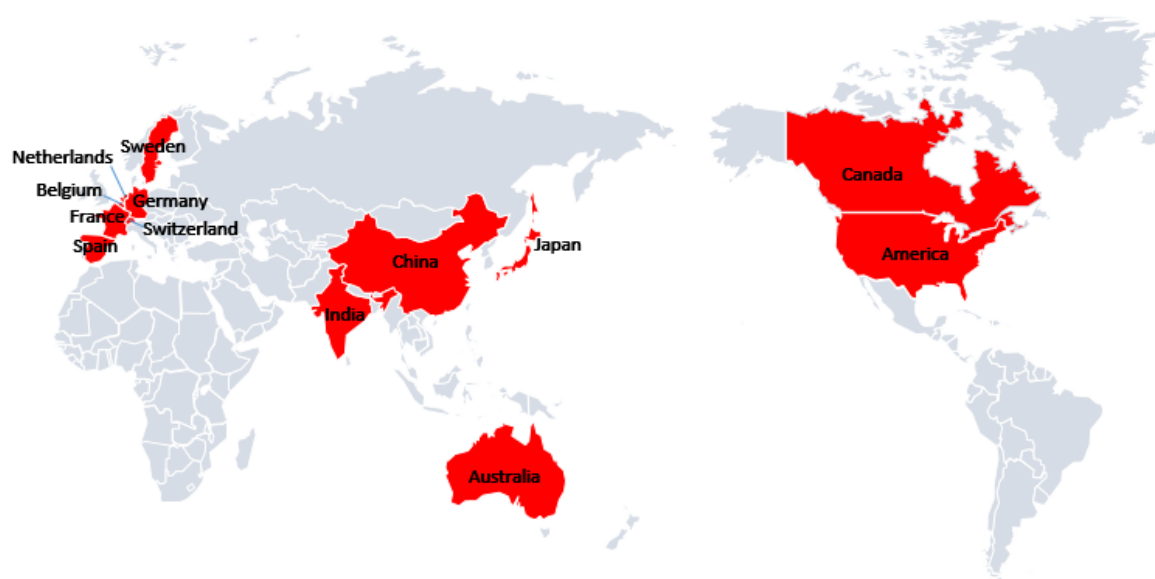 Sweden
Netherlands
Belgium
Germany
France
Switzerland
Spain
China
Japan
India
Australia
Canada
America